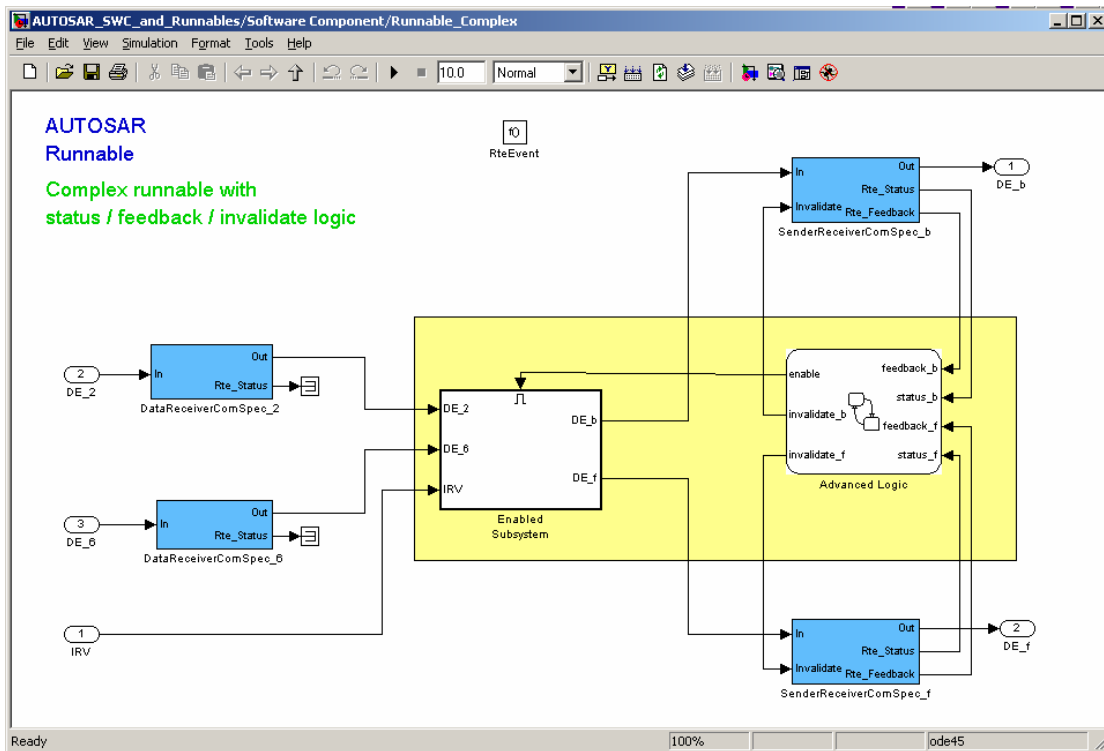 AUTOSAR_SWC_and_Runnables/Software Component/Runnable_Complex
File Edit View Simulation Format Tools Help
10.0 Normal
AUTOSAR
Runnable
Complex runnable with
status / feedback / invalidate logic
f()
RteEvent
In
Invalidate
Out
Rte_Status
Rte_Feedback
SenderReceiverComSpec_b
1
DE_b
2
DE_2
In
Out
Rte_Status
DataReceiverComSpec_2
DE_2
DE_6
IRV
DE_b
DE_f
Enabled
Subsystem
enable
invalidate_b
invalidate_f
feedback_b
status_b
feedback_f
status_f
Advanced Logic
3
DE_6
In
Out
Rte_Status
DataReceiverComSpec_6
1
IRV
In
Invalidate
Out
Rte_Status
Rte_Feedback
SenderReceiverComSpec_f
2
DE_f
Ready 100% ode45